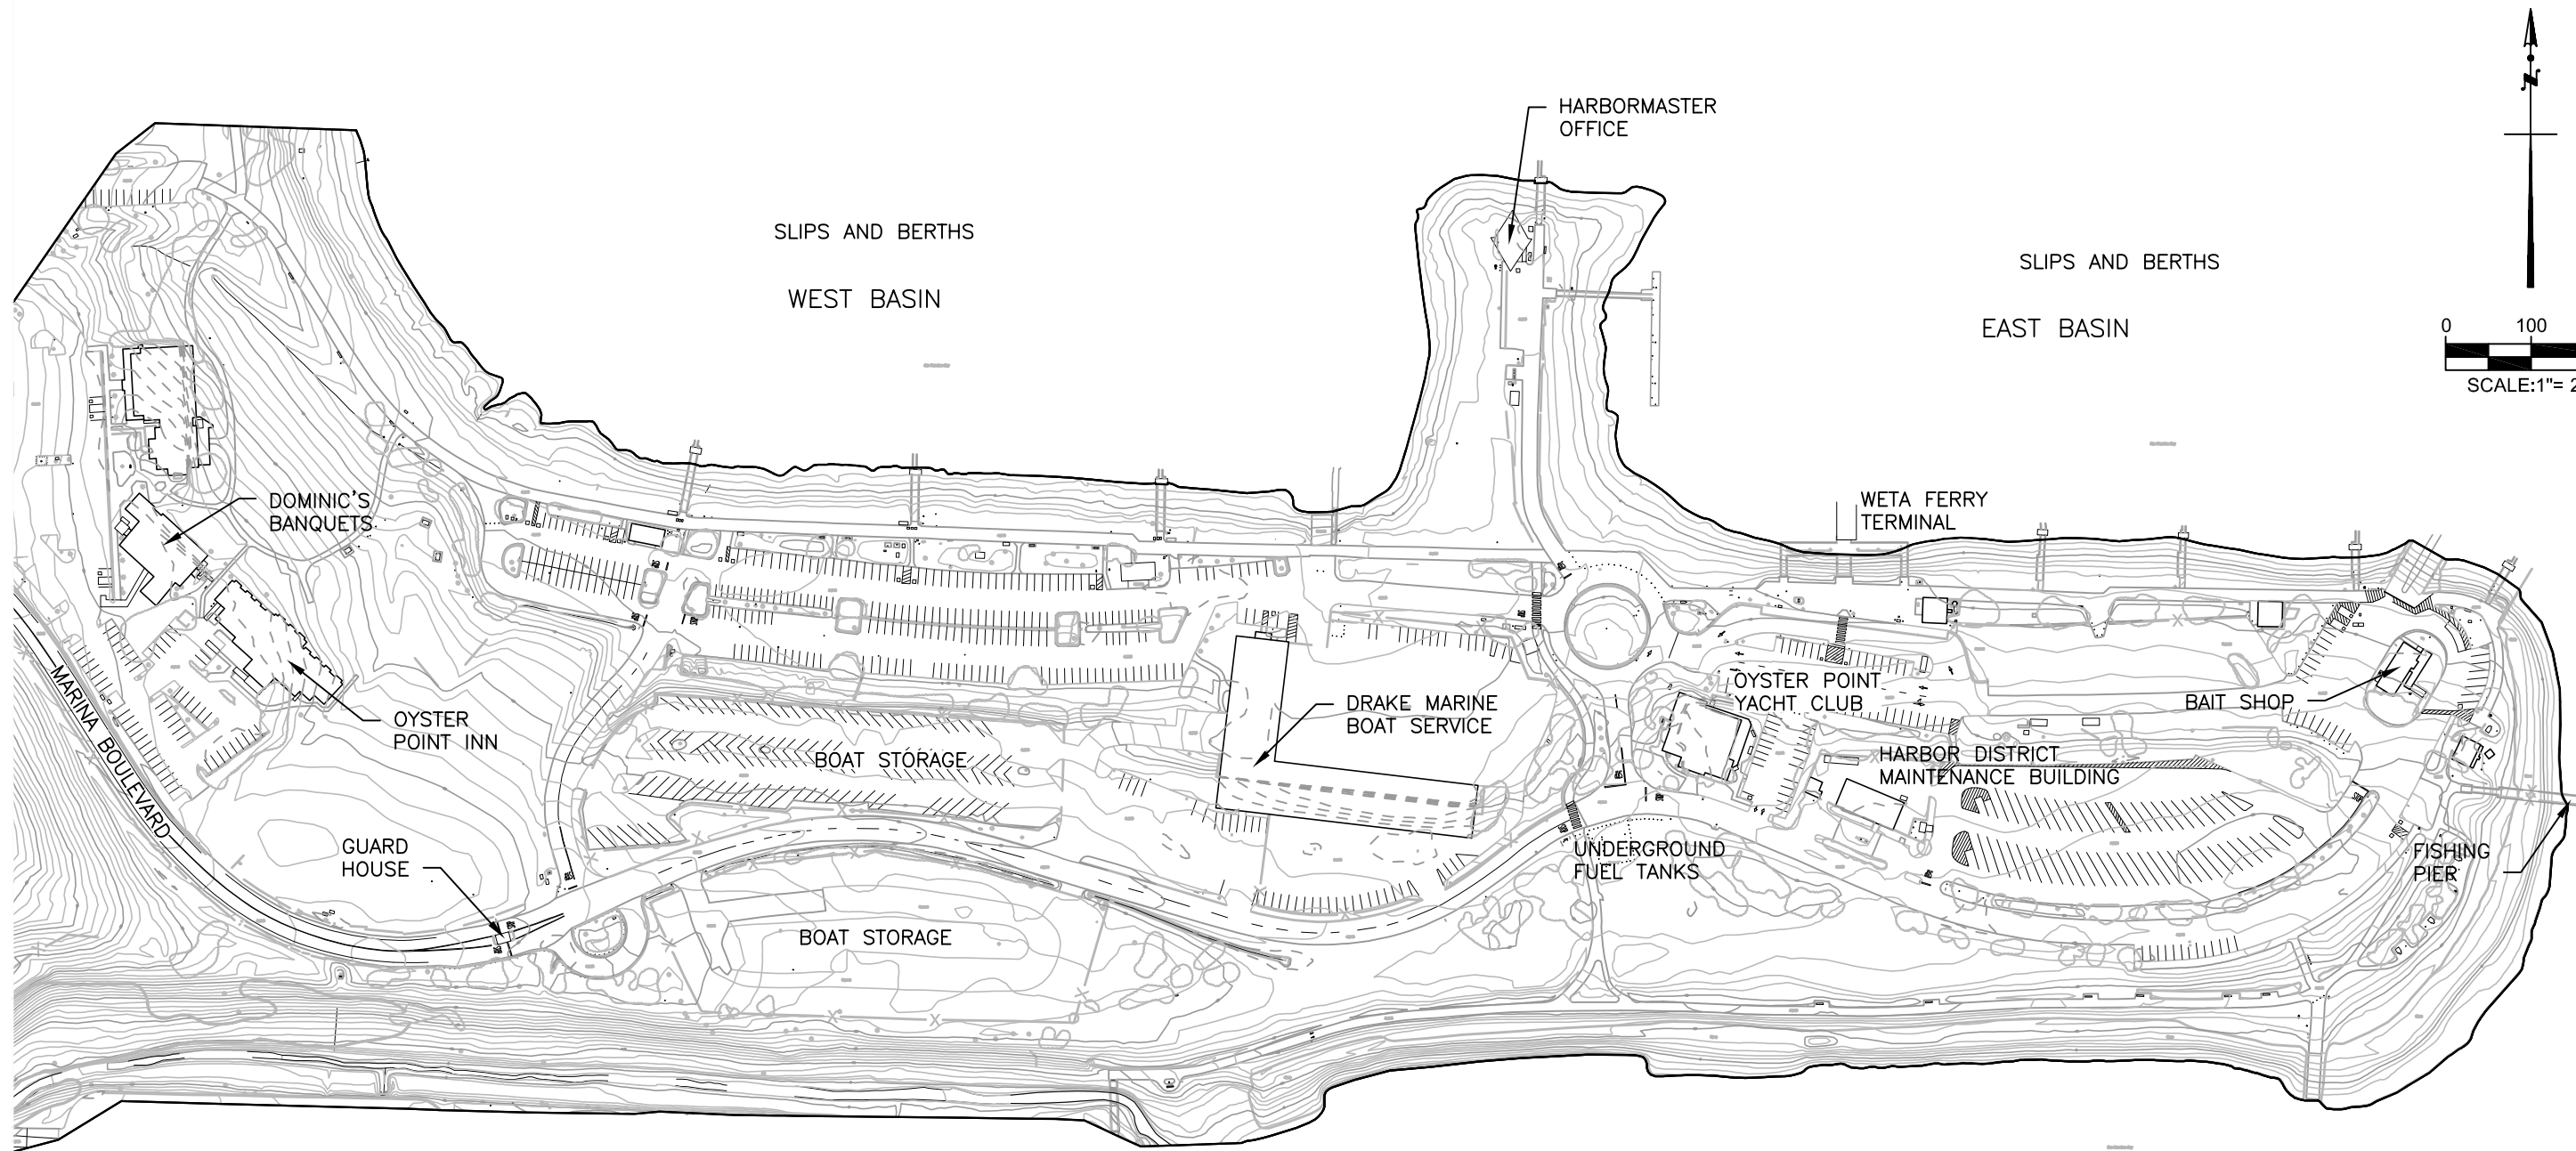 HARBORMASTER
OFFICE
N
SLIPS AND BERTHS
WEST BASIN
SLIPS AND BERTHS
EAST BASIN
0 100
SCALE:1"= 2
DOMINIC'S
BANQUETS
WETA FERRY
TERMINAL
MARINA BOULEVARD
OYSTER
POINT INN
DRAKE MARINE
BOAT SERVICE
OYSTER POINT
YACHT CLUB
BAIT SHOP
BOAT STORAGE
HARBOR DISTRICT
MAINTENANCE BUILDING
GUARD
HOUSE
UNDERGROUND
FUEL TANKS
FISHING
PIER
BOAT STORAGE